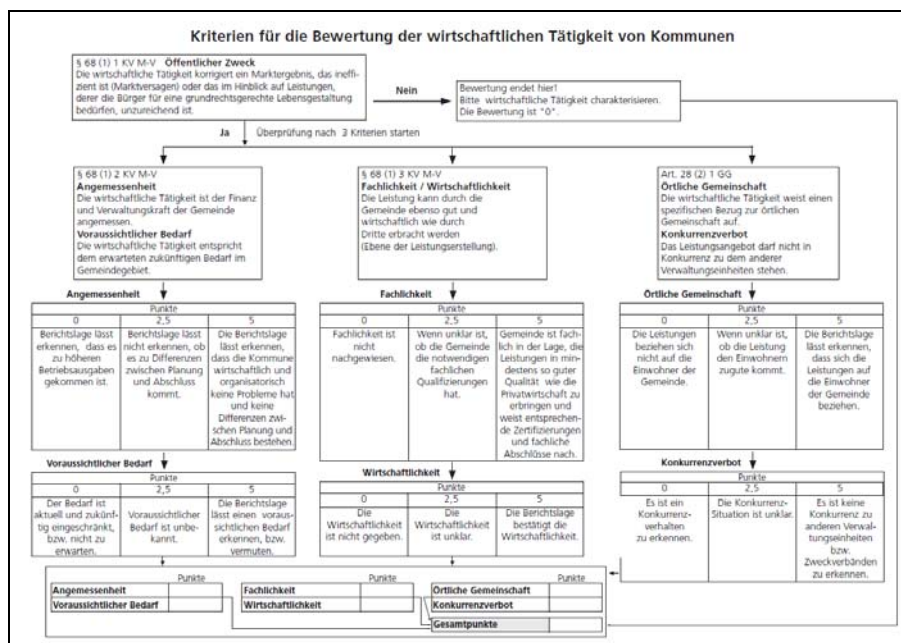 Kriterien für die Bewertung der wirtschaftlichen Tätigkeit von Kommunen
§ 68 (1) 1 KV M-V Öffentlicher Zweck
Die wirtschaftliche Tätigkeit korrigiert ein Marktergebnis, das ineffi-
zient ist (Marktversagen) oder das im Hinblick auf Leistungen,
derer die Bürger für eine grundrechtsgerechte Lebensgestaltung
bedürfen, unzureichend ist.
Nein
Bewertung endet hier!
Bitte wirtschaftliche Tätigkeit charakterisieren.
Die Bewertung ist "0".
Ja Überprüfung nach 3 Kriterien starten
§ 68 (1) 2 KV M-V
Angemessenheit
Die wirtschaftliche Tätigkeit ist der Finanz
und Verwaltungskraft der Gemeinde
angemessen.
Voraussichtlicher Bedarf
Die wirtschaftliche Tätigkeit entspricht
dem erwarteten zukünftigen Bedarf im
Gemeindegebiet.
§ 68 (1) 3 KV M-V
Fachlichkeit / Wirtschaftlichkeit
Die Leistung kann durch die
Gemeinde ebenso gut und
wirtschaftlich wie durch
Dritte erbracht werden
(Ebene der Leistungserstellung).
Art. 28 (2) 1 GG
Örtliche Gemeinschaft
Die wirtschaftliche Tätigkeit weist einen
spezifischen Bezug zur örtlichen
Gemeinschaft auf.
Konkurrenzverbot
Das Leistungsangebot darf nicht in
Konkurrenz zu dem anderer
Verwaltungseinheiten stehen.
Angemessenheit
Punkte
0 2,5 5
Berichtslage lässt
erkennen, dass es
zu höheren
Betriebsausgaben
gekommen ist.
Berichtslage lässt
nicht erkennen, ob
es zu Differenzen
zwischen Planung
und Abschluss
kommt.
Die Berichtslage
lässt erkennen,
dass die Kommune
wirtschaftlich und
organisatorisch
keine Probleme hat
und keine
Differenzen zwi-
schen Planung und
Abschluss bestehen.
Fachlichkeit
Punkte
0 2,5 5
Fachlichkeit ist
nicht
nachgewiesen.
Wenn unklar ist,
ob die Gemeinde
die notwendigen
fachlichen
Qualifizierungen
hat.
Gemeinde ist fach-
lich in der Lage, die
Leistungen in min-
destens so guter
Qualität wie die
Privatwirtschaft zu
erbringen und
weist entsprechen-
de Zertifizierungen
und fachliche
Abschlüsse nach.
Örtliche Gemeinschaft
Punkte
0 2,5 5
Die Leistungen
beziehen sich
nicht auf die
Einwohner der
Gemeinde.
Wenn unklar ist,
ob die Leistung
den Einwohnern
zugute kommt.
Die Berichtslage
lässt erkennen,
dass sich die
Leistungen auf
die Einwohner
der Gemeinde
beziehen.
Voraussichtlicher Bedarf
Punkte
0 2,5 5
Der Bedarf ist
aktuell und zukünf-
tig eingeschränkt,
bzw. nicht zu
erwarten.
Voraussichtlicher
Bedarf ist unbe-
kannt.
Die Berichtslage
lässt einen voraus-
sichtlichen Bedarf
erkennen, bzw.
vermuten.
Wirtschaftlichkeit
Punkte
0 2,5 5
Die
Wirtschaftlichkeit
ist nicht gegeben.
Die
Wirtschaftlichkeit
ist unklar.
Die Berichtslage
bestätigt die
Wirtschaftlichkeit.
Konkurrenzverbot
Punkte
0 2,5 5
Es ist ein
Konkurrenz-
verhalten
zu erkennen.
Die Konkurrenz-
Situation ist unklar.
Es ist keine
Konkurrenz zu
anderen Verwal-
tungseinheiten
bzw.
Zweckverbänden
zu erkennen.
Punkte
Angemessenheit
Voraussichtlicher Bedarf
Punkte
Fachlichkeit
Wirtschaftlichkeit
Punkte
Örtliche Gemeinschaft
Konkurrenzverbot
Gesamtpunkte